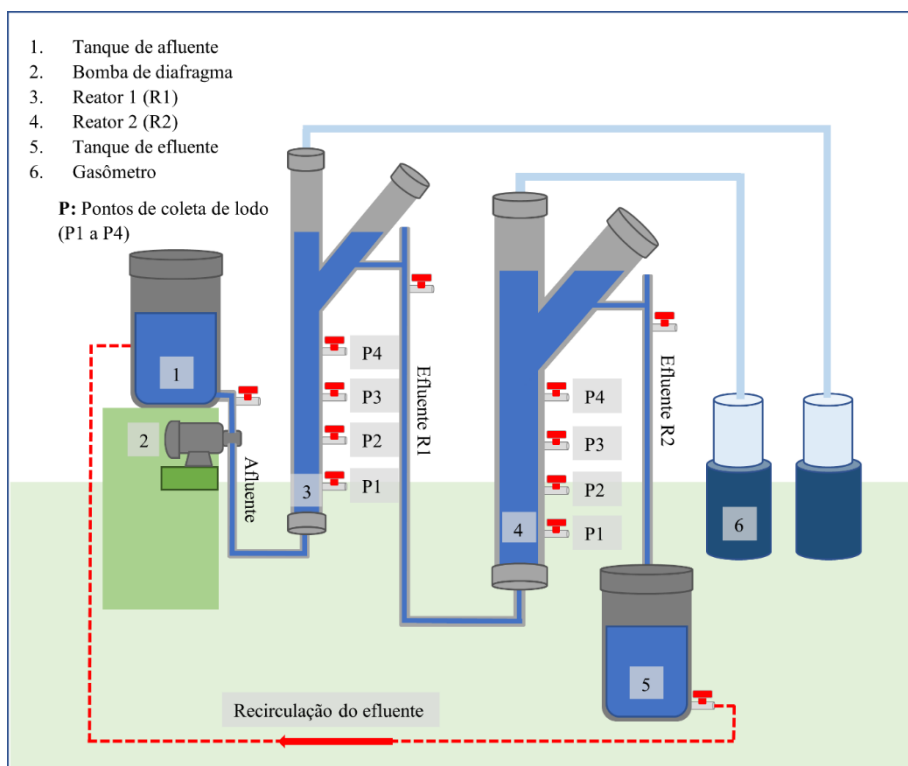 1. Tanque de afluente
2. Bomba de diafragma
3. Reator 1 (R1)
4. Reator 2 (R2)
5. Tanque de efluente
6. Gasômetro
P: Pontos de coleta de lodo
(P1 a P4)
1
2
Afluente
3
P4
P3
P2
P1
Efluente R1
4
P4
P3
P2
P1
Efluente R2
5
6
Recirculação do efluente